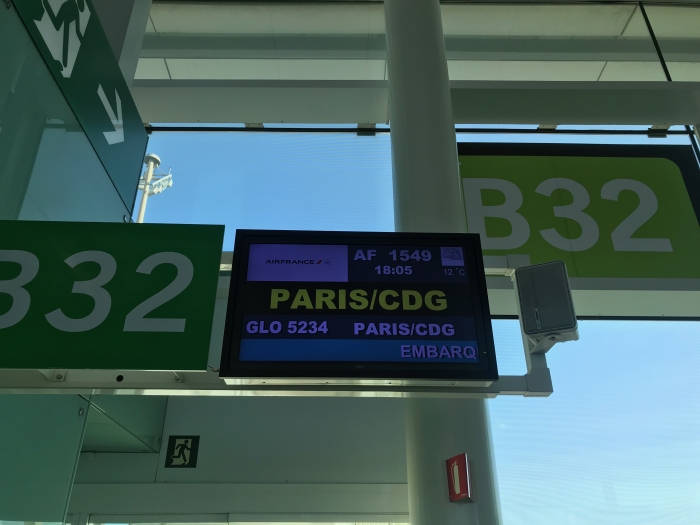 B32
B32
AIRFRANCE
AF 1549
18:05
12 °C
PARIS/CDG
GLO 5234 PARIS/CDG
EMBARQ